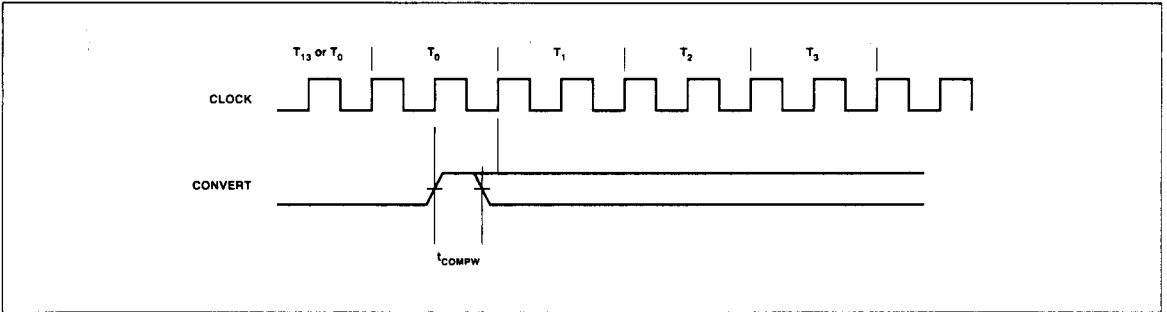 T13 or T0 T0 T1 T2 T3
CLOCK
CONVERT
tCOMPW